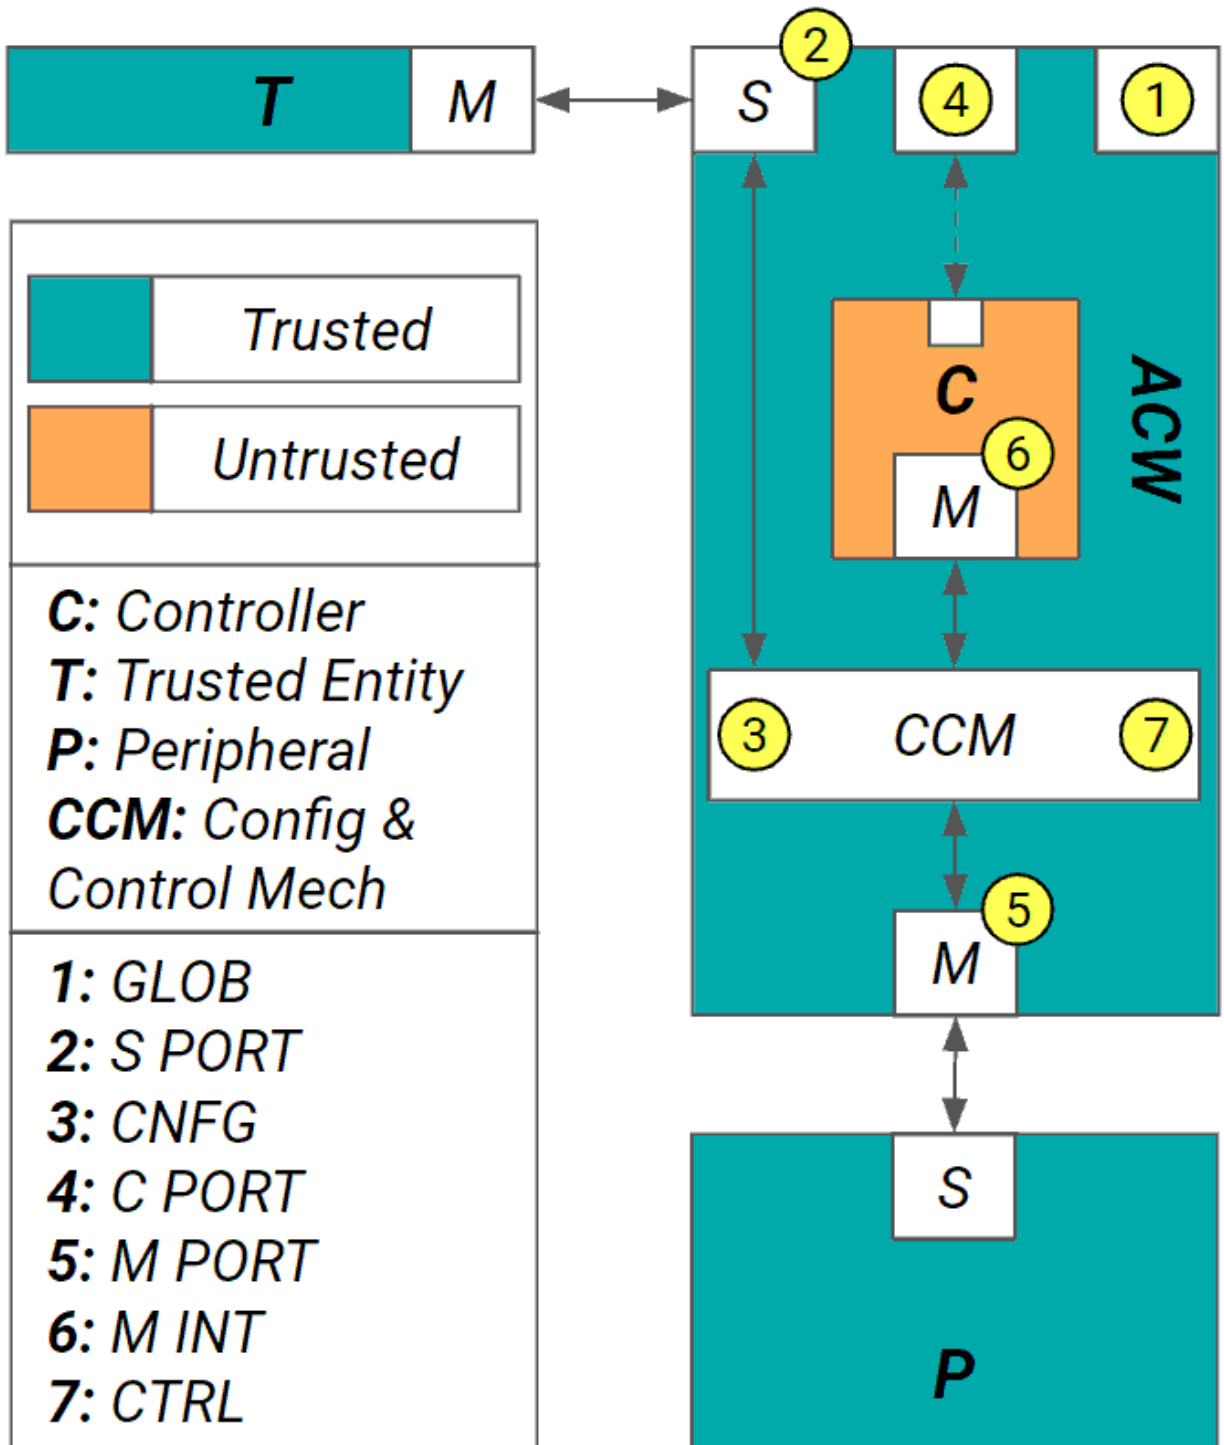 T
M
S
2
4
1
Trusted
Untrusted
C
6
M
ACW
C: Controller
T: Trusted Entity
P: Peripheral
CCM: Config &
Control Mech
3
CCM
7
5
M
1: GLOB
2: S PORT
3: CNFG
4: C PORT
5: M PORT
6: M INT
7: CTRL
S
P